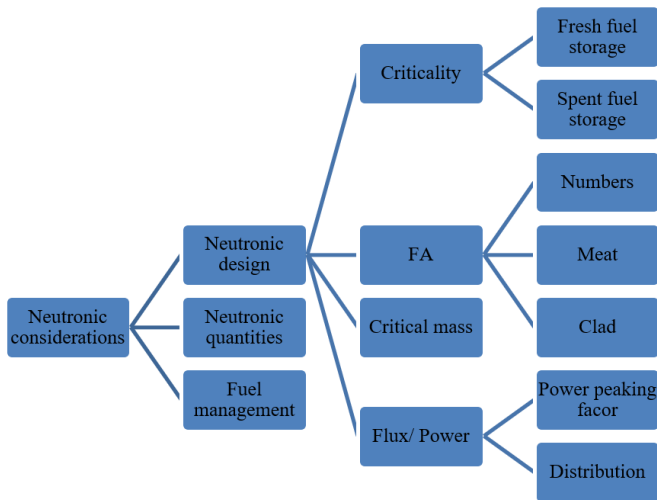 Neutronic
considerations
Neutronic
design
Neutronic
quantities
Fuel
management
Criticality
FA
Critical mass
Flux/ Power
Fresh fuel
storage
Spent fuel
storage
Numbers
Meat
Clad
Power peaking
facor
Distribution